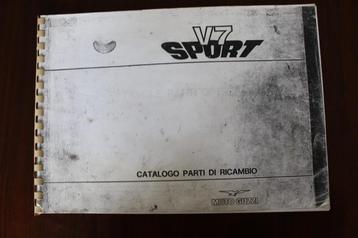 V7
SPORT
CATALOGO PARTI DI RICAMBIO
MOTO GUZZI